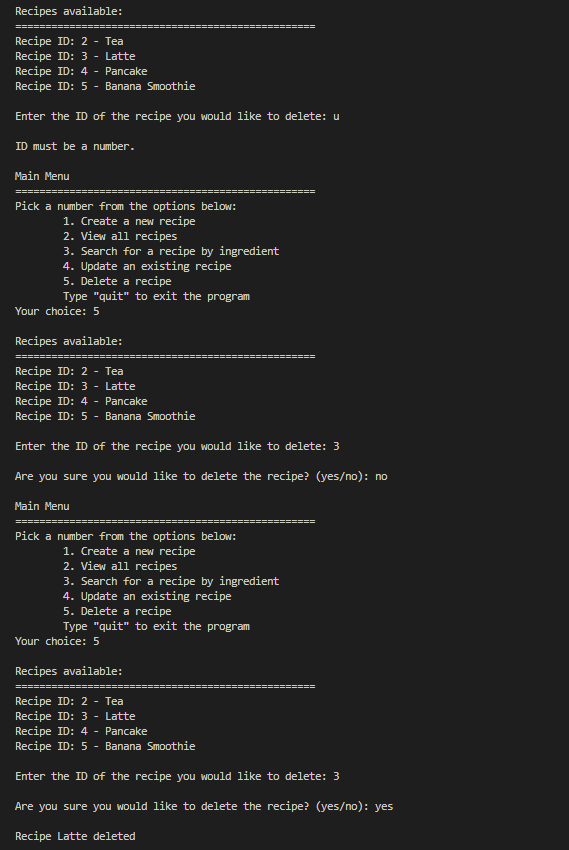 Recipes available:
==================================================
Recipe ID: 2 - Tea
Recipe ID: 3 - Latte
Recipe ID: 4 - Pancake
Recipe ID: 5 - Banana Smoothie
Enter the ID of the recipe you would like to delete: u
ID must be a number.
Main Menu
==================================================
Pick a number from the options below:
1. Create a new recipe
2. View all recipes
3. Search for a recipe by ingredient
4. Update an existing recipe
5. Delete a recipe
Type "quit" to exit the program
Your choice: 5
Recipes available:
==================================================
Recipe ID: 2 - Tea
Recipe ID: 3 - Latte
Recipe ID: 4 - Pancake
Recipe ID: 5 - Banana Smoothie
Enter the ID of the recipe you would like to delete: 3
Are you sure you would like to delete the recipe? (yes/no): no
Main Menu
==================================================
Pick a number from the options below:
1. Create a new recipe
2. View all recipes
3. Search for a recipe by ingredient
4. Update an existing recipe
5. Delete a recipe
Type "quit" to exit the program
Your choice: 5
Recipes available:
==================================================
Recipe ID: 2 - Tea
Recipe ID: 3 - Latte
Recipe ID: 4 - Pancake
Recipe ID: 5 - Banana Smoothie
Enter the ID of the recipe you would like to delete: 3
Are you sure you would like to delete the recipe? (yes/no): yes
Recipe Latte deleted